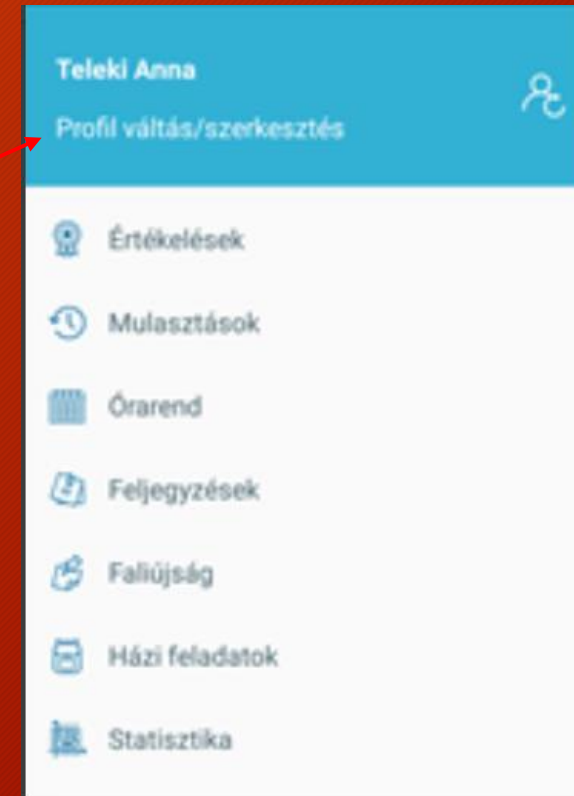 Teleki Anna
Profil váltás/szerkesztés
Értékelések
Mulasztások
Órarend
Feljegyzések
Faliújság
Házi feladatok
Statisztika